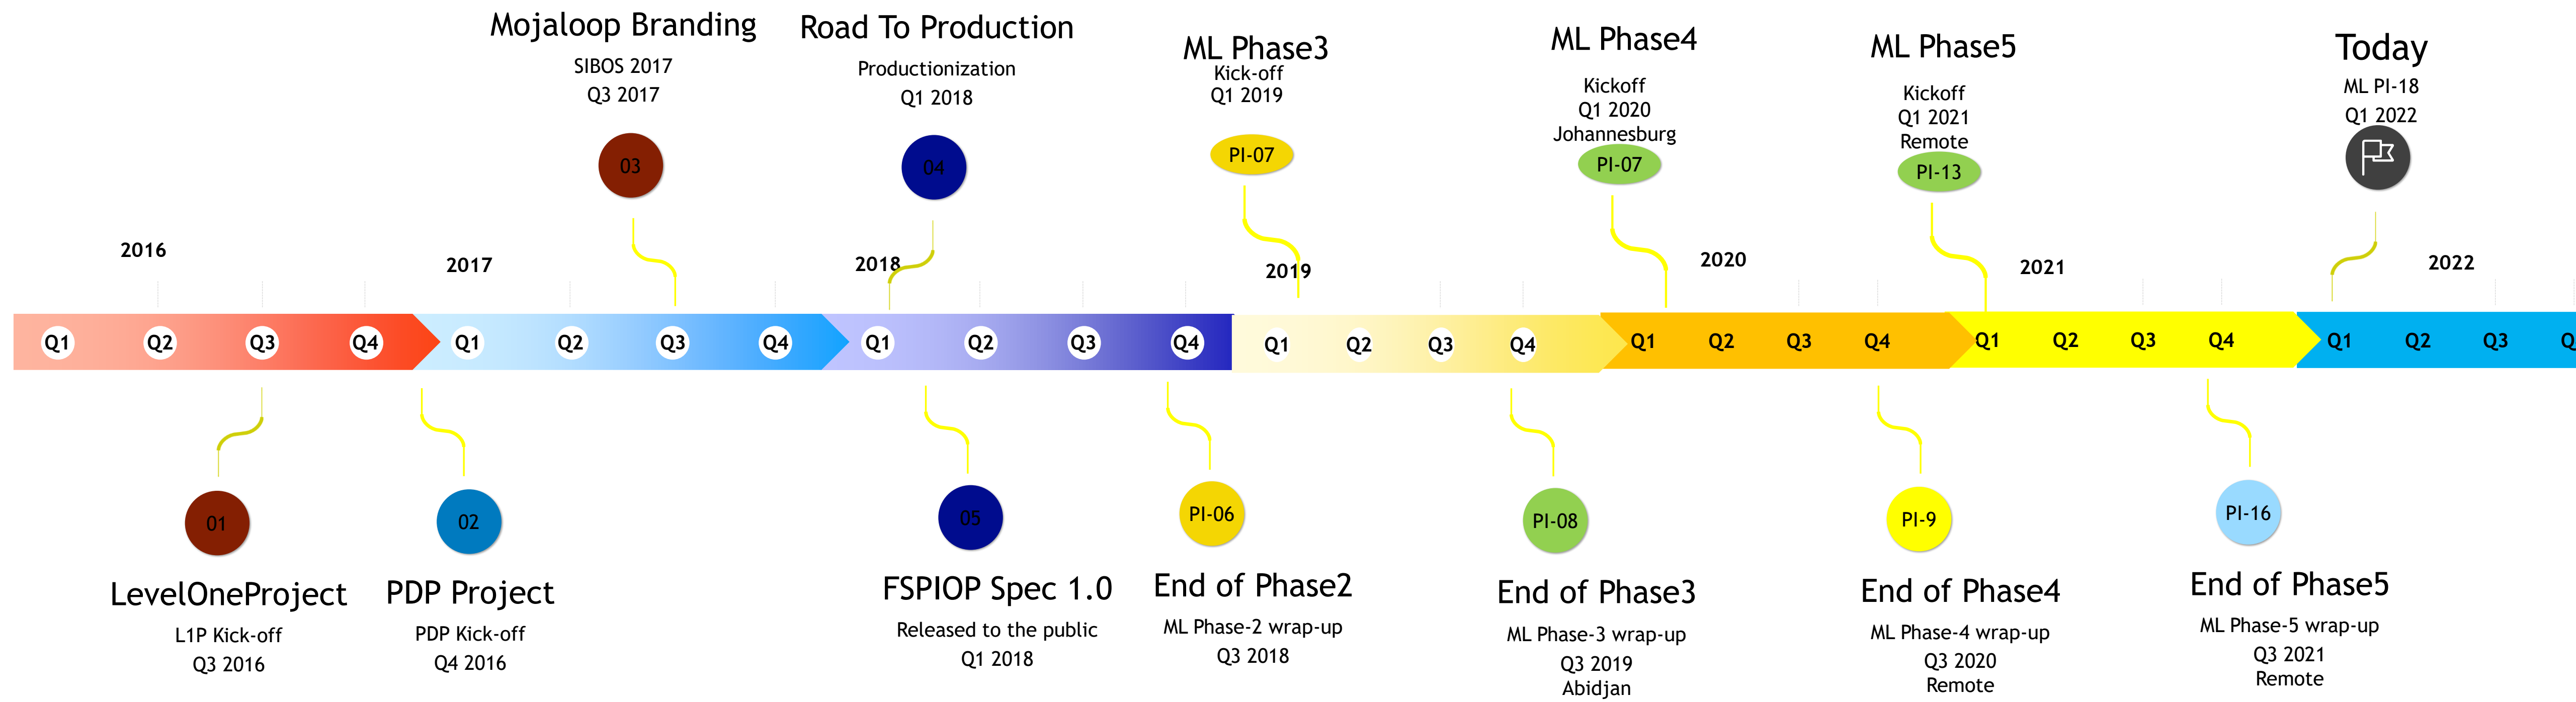 Mojaloop Branding
SIBOS 2017
Q3 2017
03
Road To Production
Productionization
Q1 2018
04
ML Phase3
Kick-off
Q1 2019
PI-07
ML Phase4
Kickoff
Q1 2020
Johannesburg
PI-07
ML Phase5
Kickoff
Q1 2021
Remote
PI-13
Today
ML PI-18
Q1 2022
2016
2017
2018
2019
2020
2021
2022
Q1 Q2 Q3 Q4 Q1 Q2 Q3 Q4 Q1 Q2 Q3 Q4 Q1 Q2 Q3 Q4 Q1 Q2 Q3 Q4 Q1 Q2 Q3 Q4 Q1 Q2 Q3 Q
01
LevelOneProject
L1P Kick-off
Q3 2016
02
PDP Project
PDP Kick-off
Q4 2016
05
FSPIOP Spec 1.0
Released to the public
Q1 2018
PI-06
End of Phase2
ML Phase-2 wrap-up
Q3 2018
PI-08
End of Phase3
ML Phase-3 wrap-up
Q3 2019
Abidjan
PI-9
End of Phase4
ML Phase-4 wrap-up
Q3 2020
Remote
PI-16
End of Phase5
ML Phase-5 wrap-up
Q3 2021
Remote